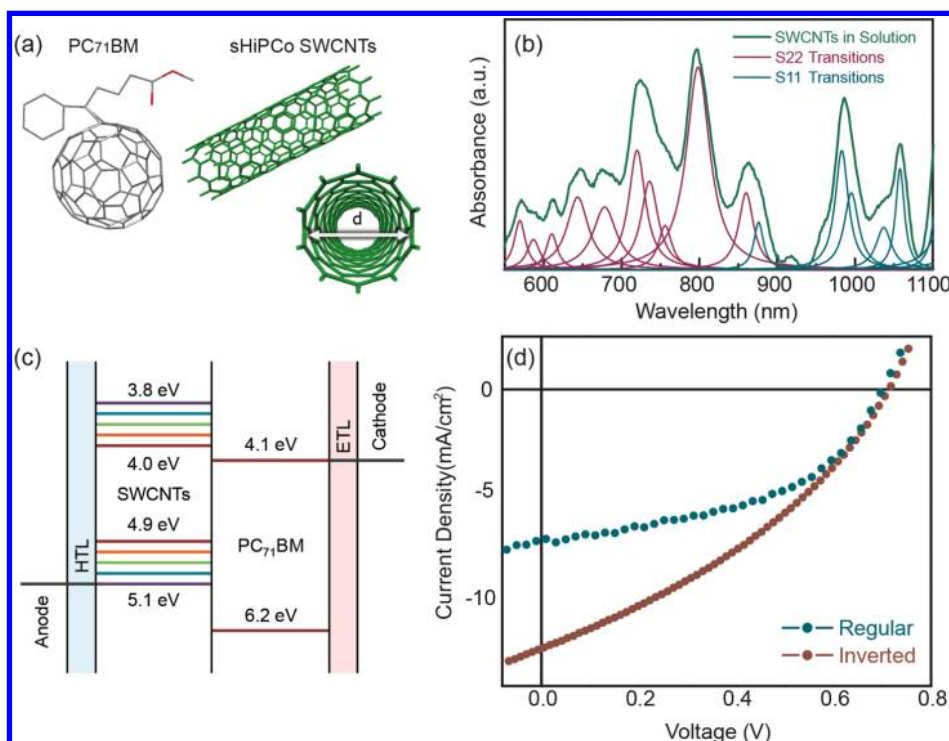 (a)
PC71BM
sHiPCo SWCNTs
d
(b)
SWCNTs in Solution
S22 Transitions
S11 Transitions
Absorbance (a.u.)
600
700
800
900
1000
1100
Wavelength (nm)
(c)
3.8 eV
4.0 eV
SWCNTs
4.9 eV
5.1 eV
HTL
Anode
4.1 eV
PC71BM
6.2 eV
ETL
Cathode
(d)
Current Density(mA/cm²)
0
-5
-10
Regular
Inverted
0.0
0.2
0.4
0.6
0.8
Voltage (V)